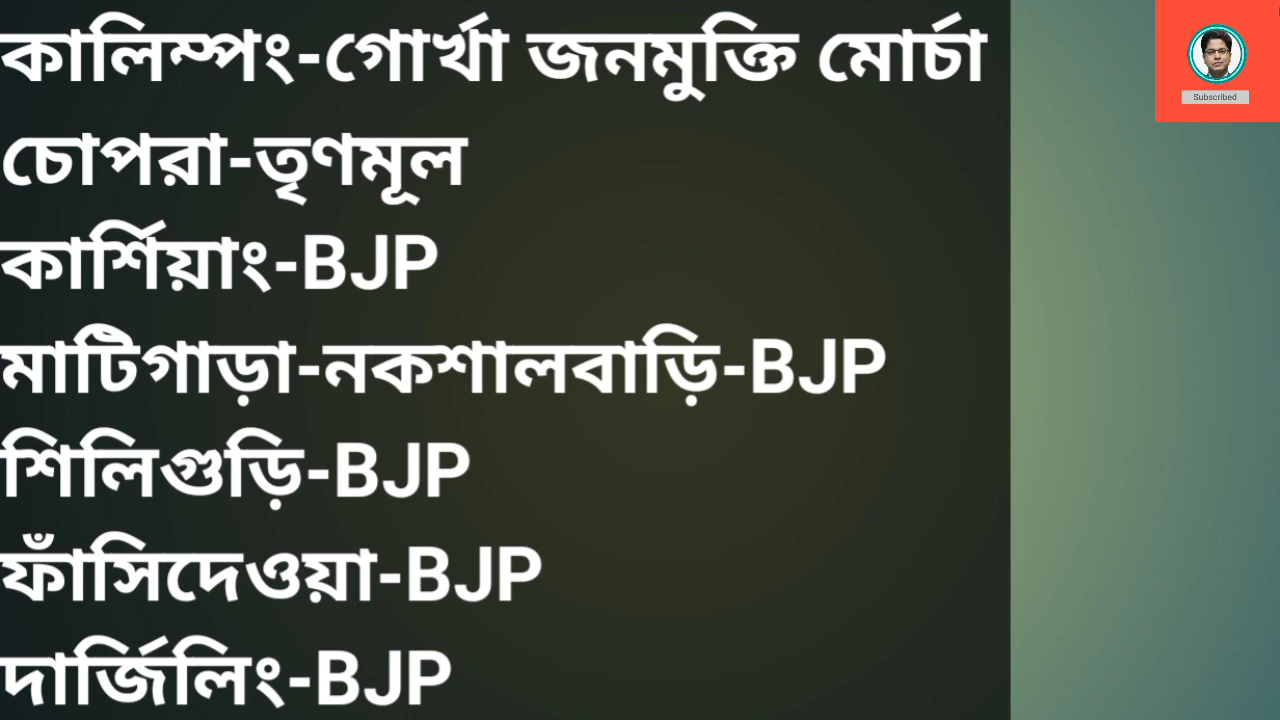 কালিম্পং-গোর্খা জনমুক্তি মোর্চা
চোপরা-তৃণমূল
কার্শিয়াং-BJP
মাটিগাড়া-নকশালবাড়ি-BJP
শিলিগুড়ি-BJP
ফাঁসিদেওয়া-BJP
দার্জিলিং-BJP
Subscribed